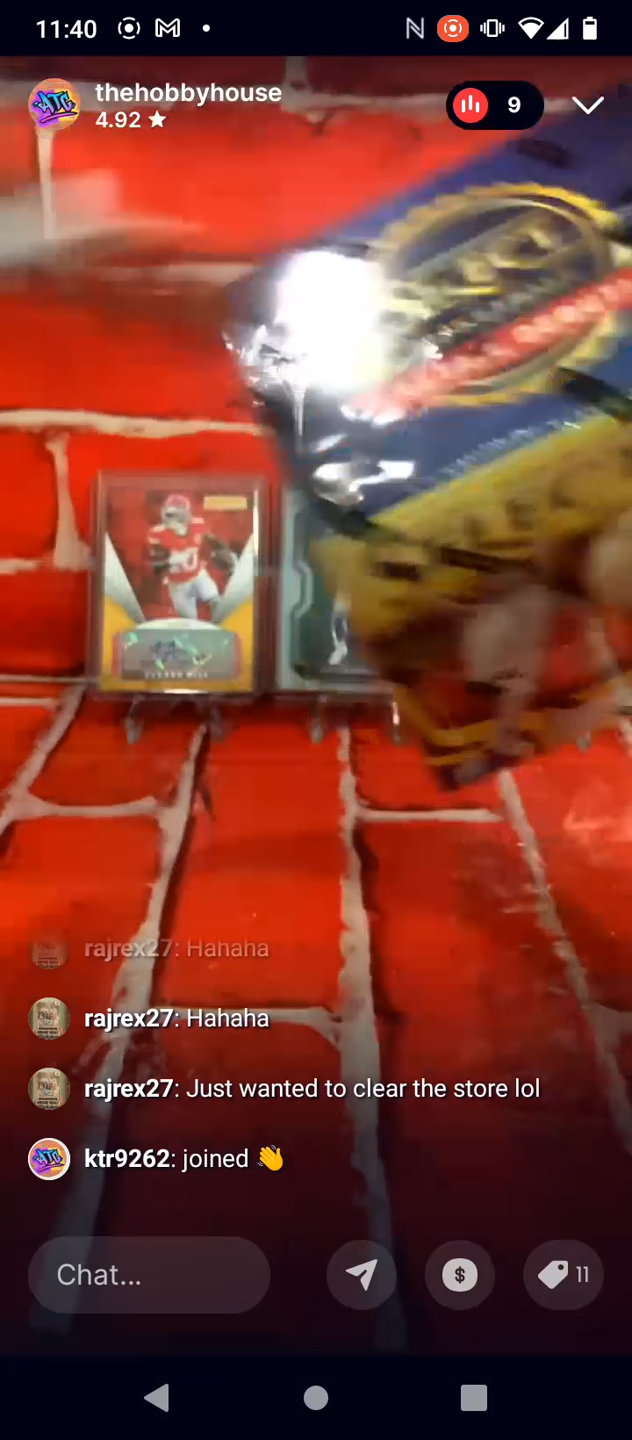 11:40
thehobbyhouse
4.92 ★
9
rajrex27: Hahaha
rajrex27: Hahaha
rajrex27: Just wanted to clear the store lol
ktr9262: joined 👋
Chat...
$
11